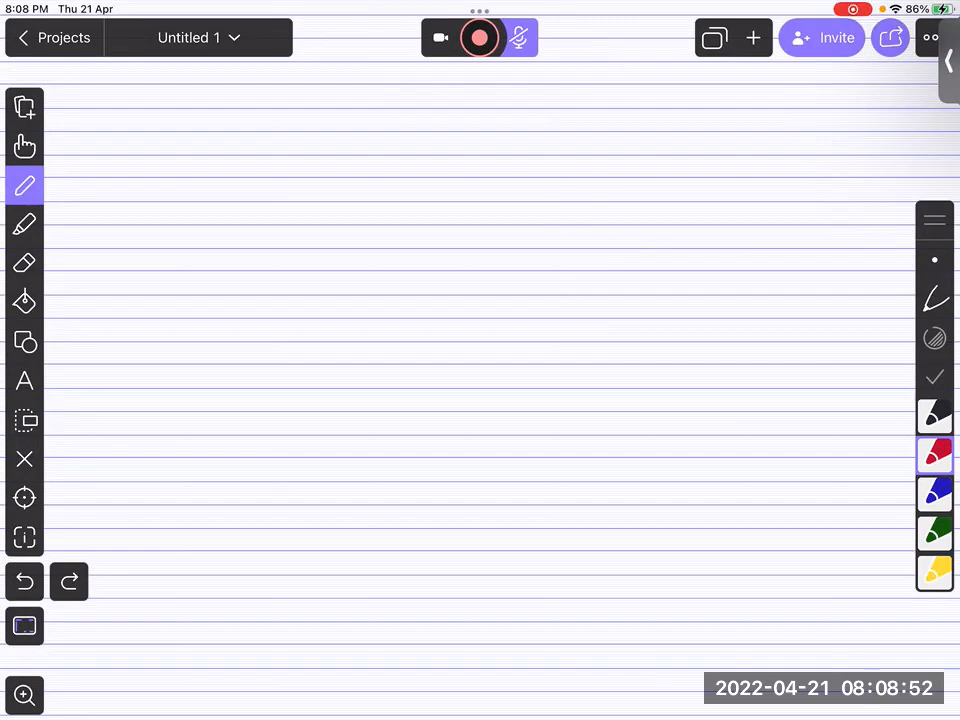 8:08 PM Thu 21 Apr
86%
Projects
Untitled 1
Invite
A
2022-04-21 08:08:52